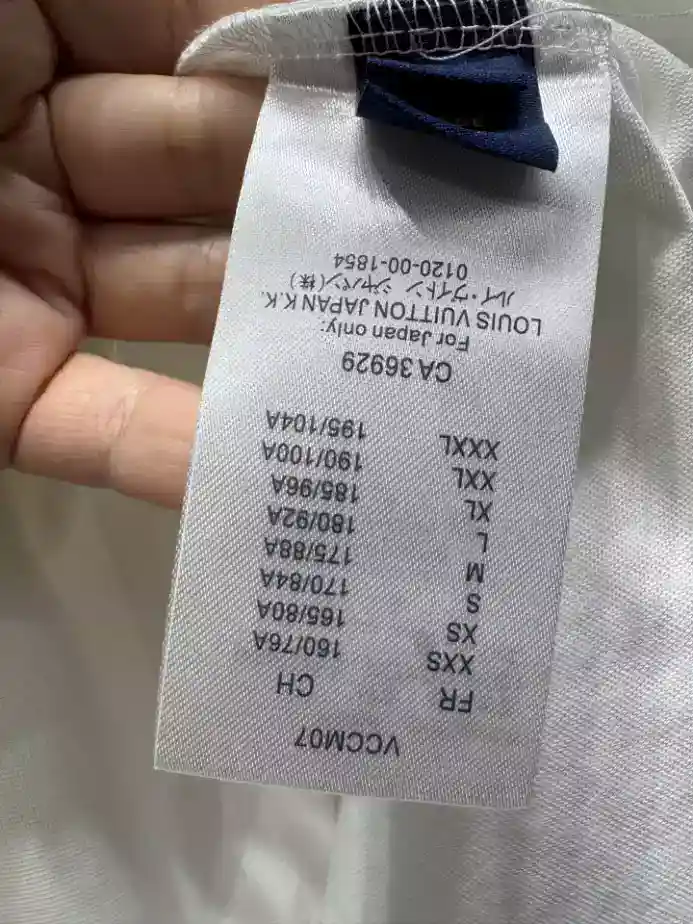 VCCM07
FR CH
XXS 160/76A
XS 165/80A
S 170/84A
M 175/88A
L 180/92A
XL 185/96A
XXL 190/100A
XXXL 195/104A
CA 36929
For Japan only:
LOUIS VUITTON JAPAN K.K.
ルイ・ヴィトン ジャパン(株)
0120-00-1854